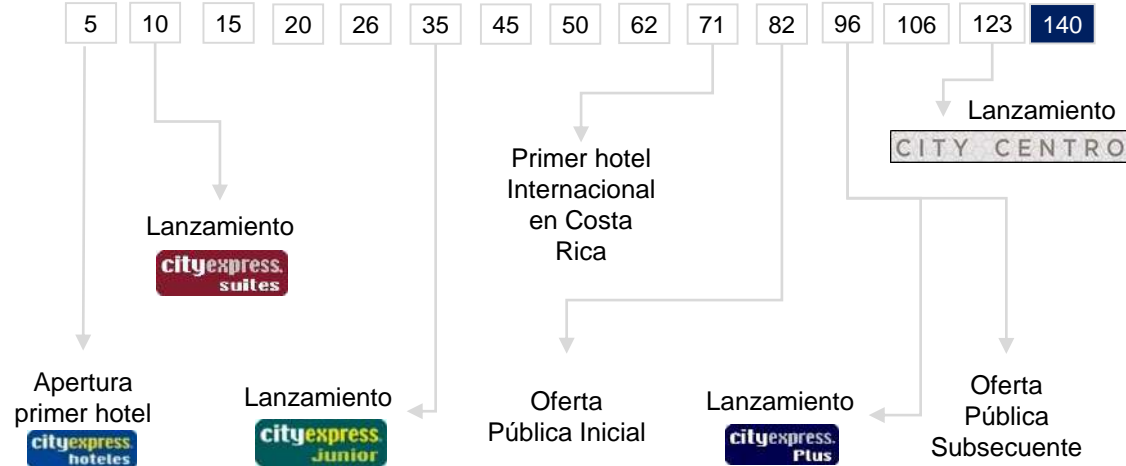 5 10 15 20 26 35 45 50 62 71 82 96 106 123 140
Lanzamiento
CITY CENTRO
Primer hotel
Internacional
en Costa
Rica
Lanzamiento
cityexpress.
suites
Apertura
primer hotel
cityexpress.
hoteles
Lanzamiento
cityexpress.
Junior
Oferta
Pública Inicial
Lanzamiento
cityexpress.
Plus
Oferta
Pública
Subsecuente